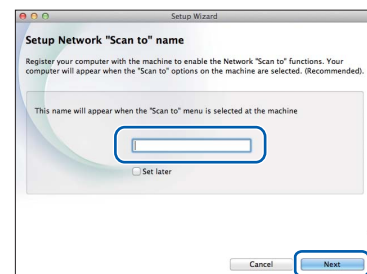 Setup Wizard
Setup Network "Scan to" name
Register your computer with the machine to enable the Network "Scan to" functions. Your
computer will appear when the "Scan to" options on the machine are selected. (Recommended).
This name will appear when the "Scan to" menu is selected at the machine
Set later
Cancel
Next